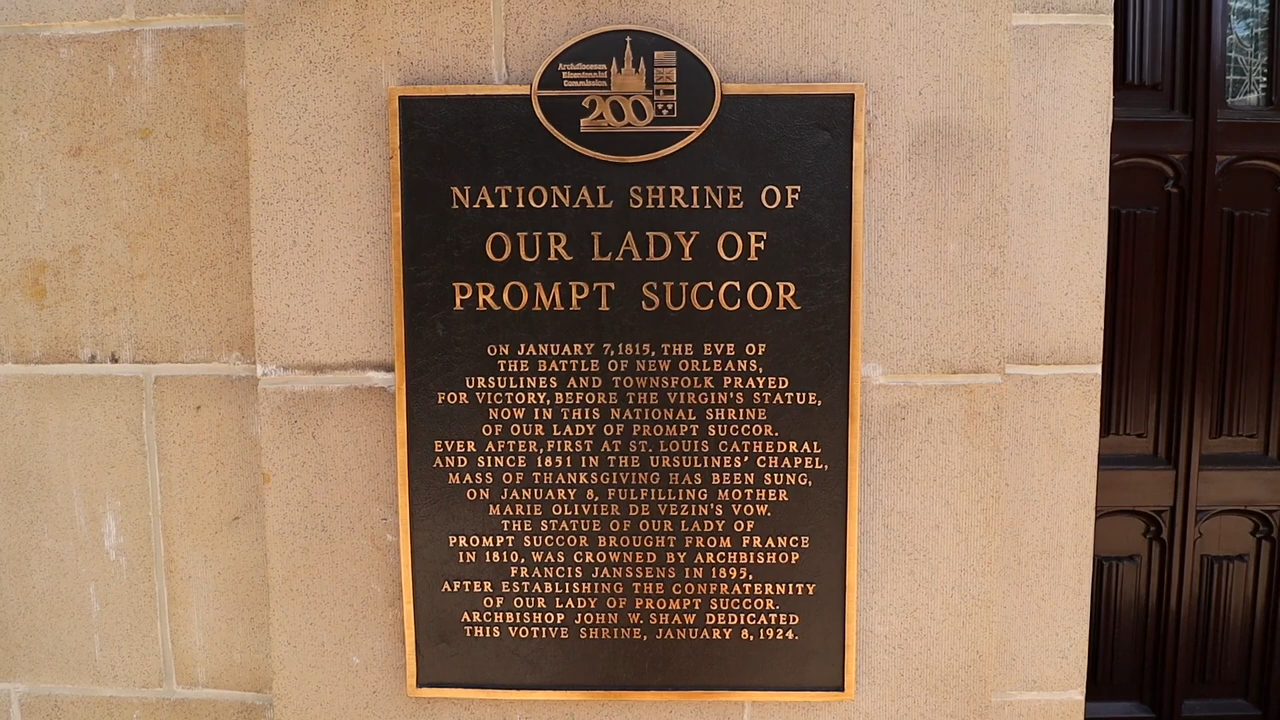 Archdiocesan
Bicentennial
Commission
200
NATIONAL SHRINE OF
OUR LADY OF
PROMPT SUCCOR
ON JANUARY 7, 1815, THE EVE OF
THE BATTLE OF NEW ORLEANS,
URSULINES AND TOWNSFOLK PRAYED
FOR VICTORY, BEFORE THE VIRGIN'S STATUE,
NOW IN THIS NATIONAL SHRINE
OF OUR LADY OF PROMPT SUCCOR.
EVER AFTER, FIRST AT ST. LOUIS CATHEDRAL
AND SINCE 1851 IN THE URSULINES' CHAPEL,
MASS OF THANKSGIVING HAS BEEN SUNG,
ON JANUARY 8, FULFILLING MOTHER
MARIE OLIVIER DE VEZIN'S VOW.
THE STATUE OF OUR LADY OF
PROMPT SUCCOR BROUGHT FROM FRANCE
IN 1810, WAS CROWNED BY ARCHBISHOP
FRANCIS JANSSENS IN 1895,
AFTER ESTABLISHING THE CONFRATERNITY
OF OUR LADY OF PROMPT SUCCOR.
ARCHBISHOP JOHN W. SHAW DEDICATED
THIS VOTIVE SHRINE, JANUARY 8, 1924.